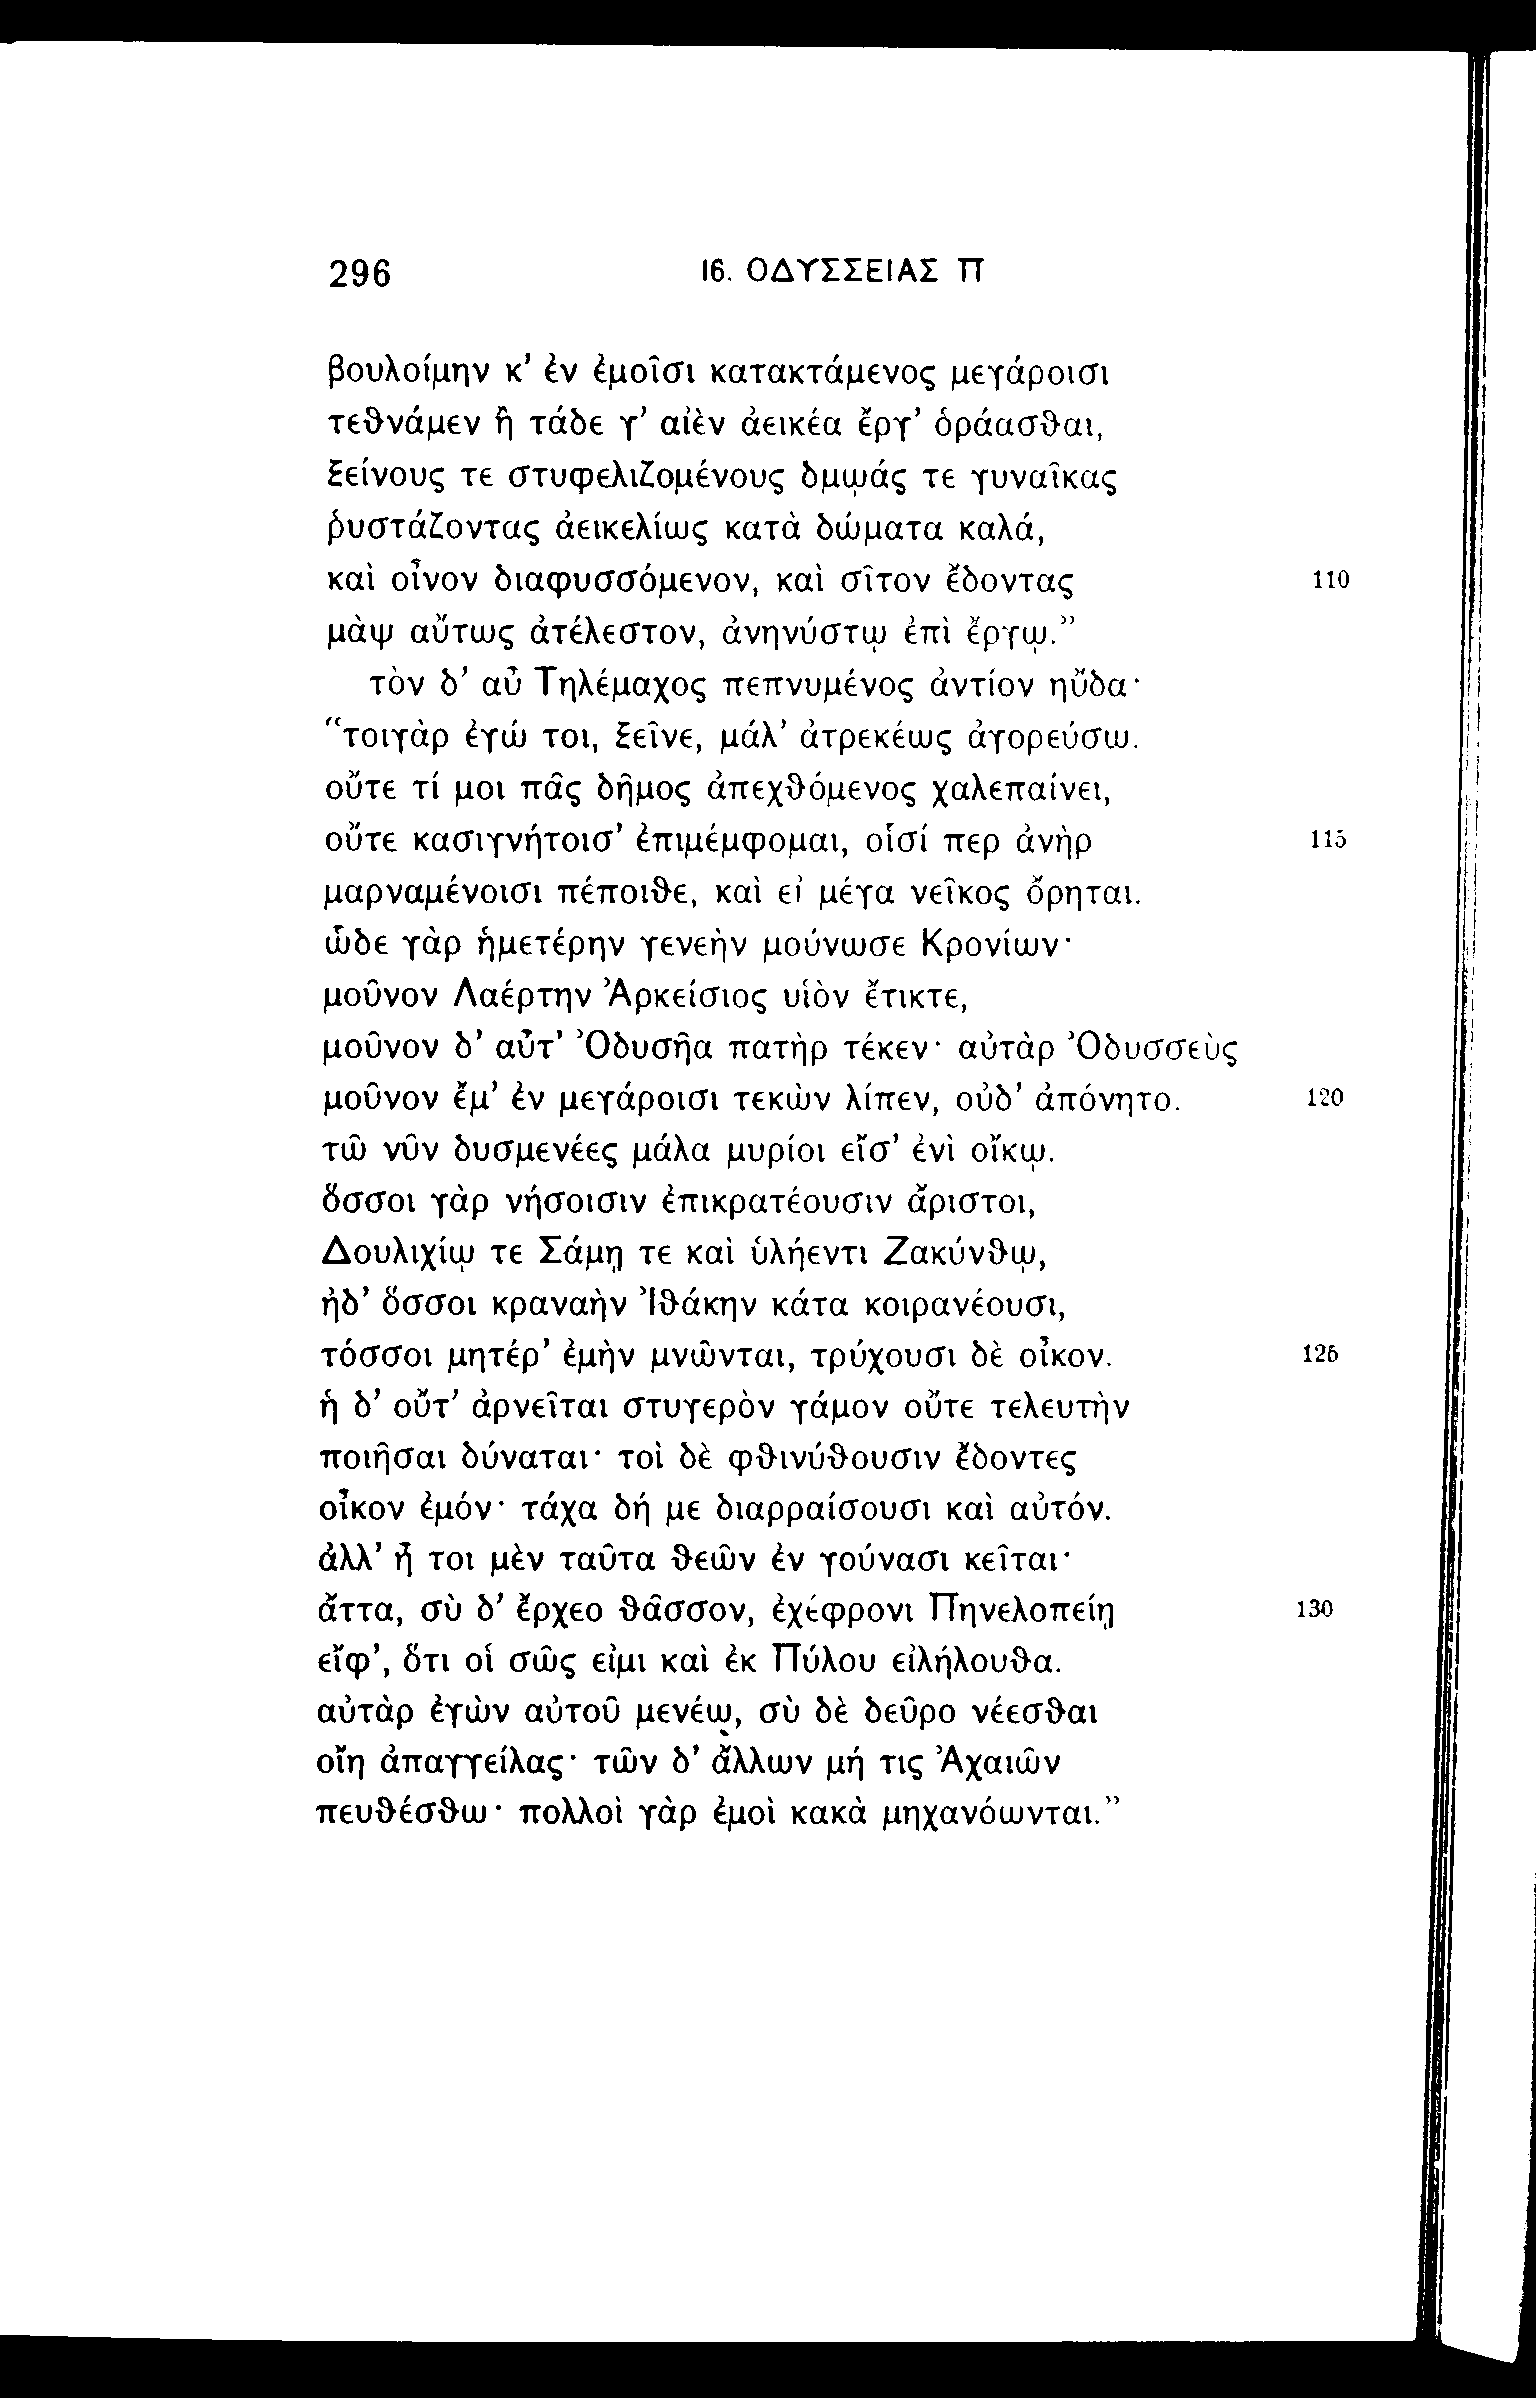 296 16. ΟΔΥΣΣΕΙΑΣ Π
βουλοίμην κ’ ἐν ἐμοῖσι κατακτάμενος μεγάροισι
τεϑνάμεν ἢ τάδε γ’ αἰὲν ἀεικέα ἔργ’ ὁράασϑαι,
ξείνους τε στυφελιζομένους δμῳάς τε γυναῖκας
ῥυστάζοντας ἀεικελίως κατὰ δώματα καλά,
καὶ οἶνον διαφυσσόμενον, καὶ σῖτον ἔδοντας 110
μὰψ αὔτως ἀτέλεστον, ἀνηνύστῳ ἐπὶ ἔργῳ.”
τὸν δ’ αὖ Τηλέμαχος πεπνυμένος ἀντίον ηὔδα·
“τοιγὰρ ἐγώ τοι, ξεῖνε, μάλ’ ἀτρεκέως ἀγορεύσω.
οὔτε τί μοι πᾶς δῆμος ἀπεχϑόμενος χαλεπαίνει,
οὔτε κασιγνήτοισ’ ἐπιμέμφομαι, οἷσί περ ἀνὴρ 115
μαρναμένοισι πέποιϑε, καὶ εἰ μέγα νεῖκος ὄρηται.
ὧδε γὰρ ἡμετέρην γενεὴν μούνωσε Κρονίων·
μοῦνον Λαέρτην Ἀρκείσιος υἱὸν ἔτικτε,
μοῦνον δ’ αὖτ’ Ὀδυσῆα πατὴρ τέκεν· αὐτὰρ Ὀδυσσεὺς
μοῦνον ἔμ’ ἐν μεγάροισι τεκὼν λίπεν, οὐδ’ ἀπόνητο. 120
τῶ νῦν δυσμενέες μάλα μυρίοι εἴσ’ ἐνὶ οἴκῳ.
ὅσσοι γὰρ νήσοισιν ἐπικρατέουσιν ἄριστοι,
Δουλιχίῳ τε Σάμῃ τε καὶ ὑλήεντι Ζακύνϑῳ,
ἠδ’ ὅσσοι κραναὴν Ἰϑάκην κάτα κοιρανέουσι,
τόσσοι μητέρ’ ἐμὴν μνῶνται, τρύχουσι δὲ οἶκον. 125
ἡ δ’ οὔτ’ ἀρνεῖται στυγερὸν γάμον οὔτε τελευτὴν
ποιῆσαι δύναται· τοὶ δὲ φϑινύϑουσιν ἔδοντες
οἶκον ἐμόν· τάχα δή με διαρραίσουσι καὶ αὐτόν.
ἀλλ’ ἦ τοι μὲν ταῦτα ϑεῶν ἐν γούνασι κεῖται·
ἄττα, σὺ δ’ ἔρχεο ϑᾶσσον, ἐχέφρονι Πηνελοπείῃ 130
εἴφ’, ὅτι οἱ σῶς εἰμι καὶ ἐκ Πύλου εἰλήλουϑα.
αὐτὰρ ἐγὼν αὐτοῦ μενέω, σὺ δὲ δεῦρο νέεσϑαι
οἴῃ ἀπαγγείλας· τῶν δ’ ἄλλων μή τις Ἀχαιῶν
πευϑέσϑω· πολλοὶ γὰρ ἐμοὶ κακὰ μηχανόωνται.”